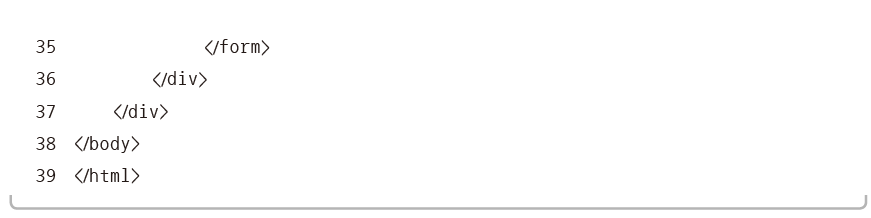 35            </form>
36        </div>
37    </div>
38 </body>
39 </html>